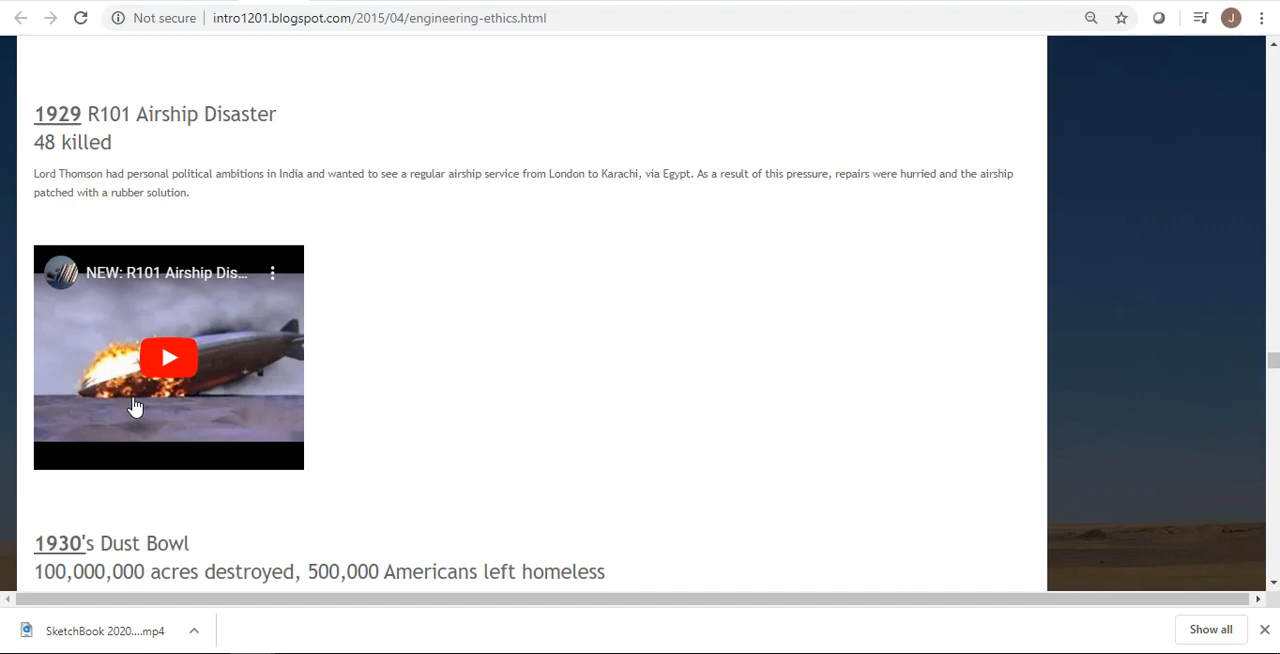 Not secure
intro1201.blogspot.com/2015/04/engineering-ethics.html
J
1929 R101 Airship Disaster
48 killed
Lord Thomson had personal political ambitions in India and wanted to see a regular airship service from London to Karachi, via Egypt. As a result of this pressure, repairs were hurried and the airship
patched with a rubber solution.
NEW: R101 Airship Dis...
1930's Dust Bowl
100,000,000 acres destroyed, 500,000 Americans left homeless
SketchBook 2020....mp4
Show all